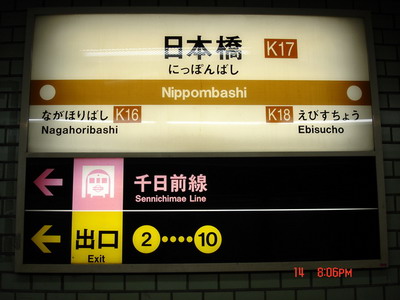 日本橋 K17
にっぽんばし
Nippombashi
ながほりばし K16 K18 えびすちょう
Nagahoribashi Ebisucho
千日前線
Sennichimae Line
出口 2 ••••• 10
Exit
14 8:06PM